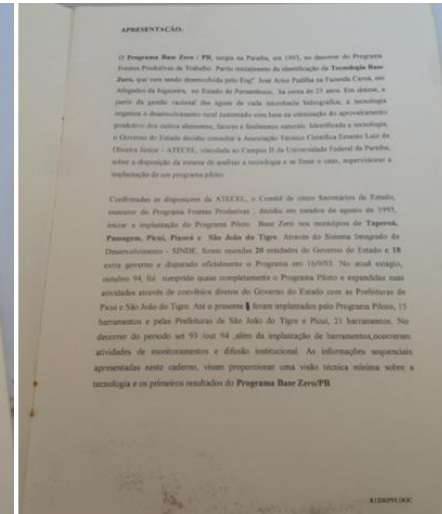 APRESENTAÇÃO:
O Programa Base Zero / PB, surgiu na Paraíba, em 1993, no decorrer do Programa
Frentes Produtivas de Trabalho. Partiu inicialmente da identificação da Tecnologia Base
Zero, que vem sendo desenvolvida pelo Engº José Artur Padilha na Fazenda Caroá, em
Afogados da Ingazeira, no Estado de Pernambuco, há cerca de 25 anos. Em síntese, a
partir da gestão racional das águas de cada microbacia hidrográfica, a tecnologia
organiza o desenvolvimento rural sustentado com base na otimização do aproveitamento
produtivo dos outros elementos, fatores e fenômenos naturais. Identificada a tecnologia,
o Governo do Estado decidiu consultar a Associação Técnico Científica Ernesto Luiz de
Oliveira Júnior - ATECEL, vinculada ao Campus II da Universidade Federal da Paraíba,
sobre a disposição da mesma de analisar a tecnologia e se fosse o caso, supervisionar a
implantação de um programa piloto.
Confirmadas as disposições da ATECEL, o Comitê de cinco Secretários de Estado,
executor do Programa Frentes Produtivas , decidiu em meados de agosto de 1993,
iniciar a implantação do Programa Piloto Base Zero nos municípios de Taperoá,
Passagem, Picuí, Piancó e São João do Tigre. Através do Sistema Integrado de
Desenvolvimento - SINDE, foram reunidas 20 entidades do Governo do Estado e 18
extra governo e disparado oficialmente o Programa em 16/9/93. No atual estágio,
outubro 94, foi cumprido quase completamente o Programa Piloto e expandidas suas
atividades através de convênios diretos do Governo do Estado com as Prefeituras de
Picuí e São João do Tigre. Até o presente foram implantados pelo Programa Piloto, 15
barramentos e pelas Prefeituras de São João do Tigre e Picuí, 21 barramentos. No
decorrer do período set 93 /out 94 ,além da implantação de barramentos,ocorreram
atividades de monitoramentos e difusão institucional. As informações sequenciais
apresentadas neste caderno, visam proporcionar uma visão técnica mínima sobre a
tecnologia e os primeiros resultados do Programa Base Zero/PB.